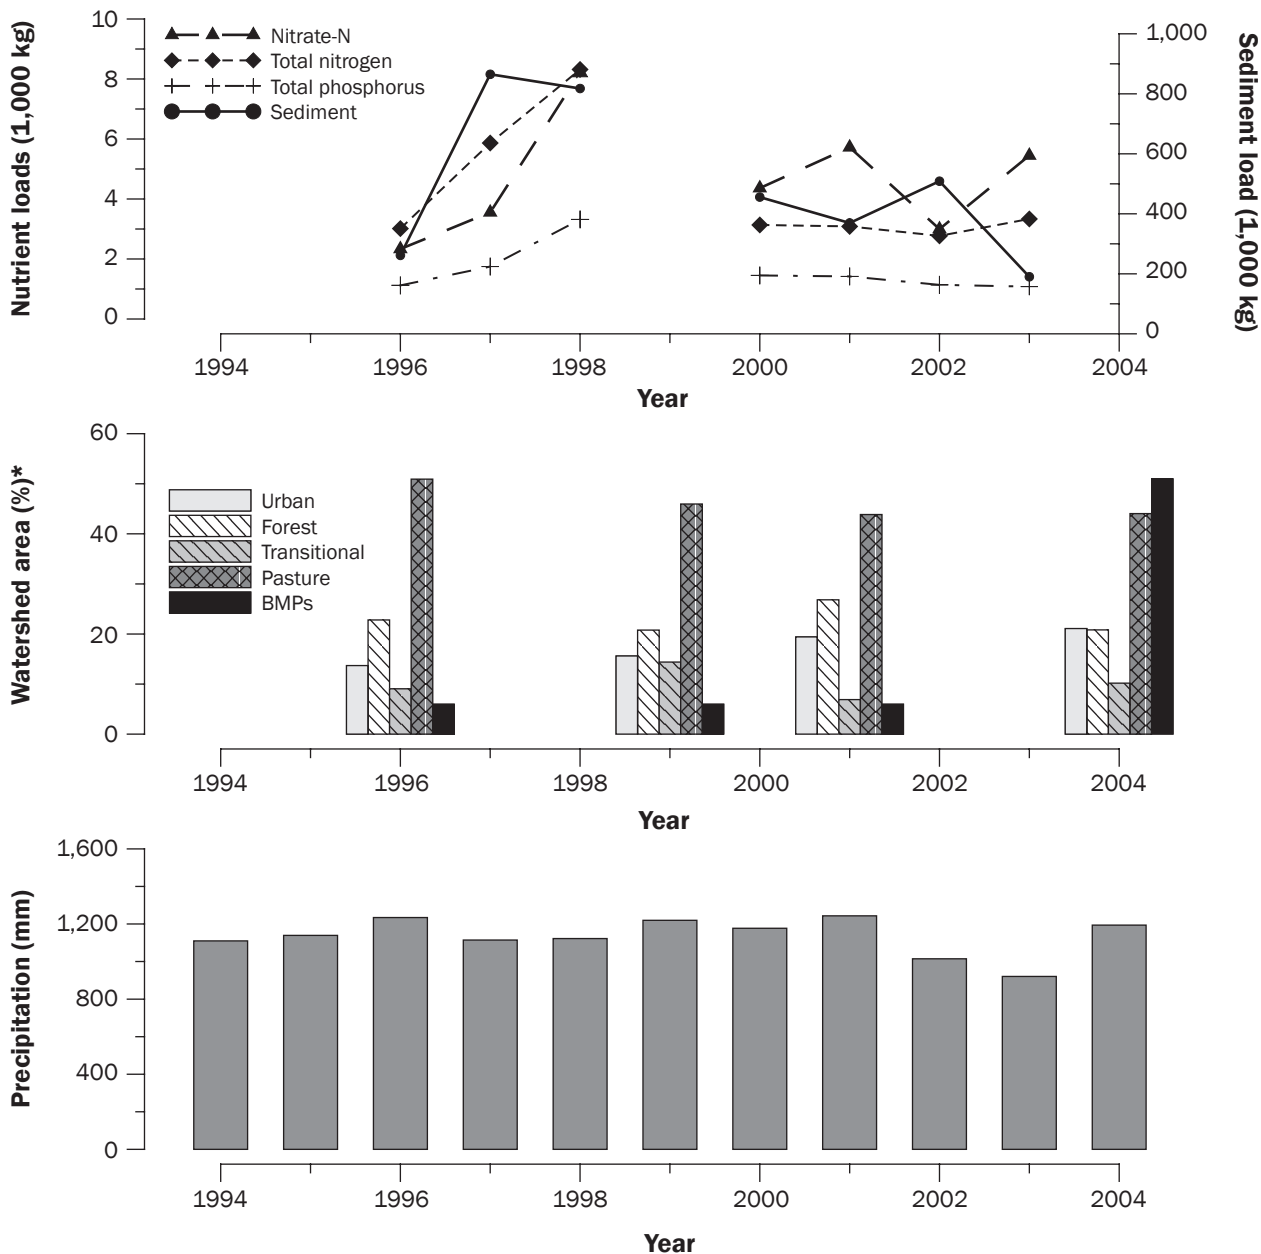 Nutrient loads (1,000 kg)
10
8
6
4
2
0
Nitrate-N
Total nitrogen
Total phosphorus
Sediment
1,000
800
600
400
200
0
Sediment load (1,000 kg)
1994 1996 1998 2000 2002 2004
Year
Watershed area (%)*
60
40
20
0
Urban
Forest
Transitional
Pasture
BMPs
1994 1996 1998 2000 2002 2004
Year
Precipitation (mm)
1,600
1,200
800
400
0
1994 1996 1998 2000 2002 2004
Year